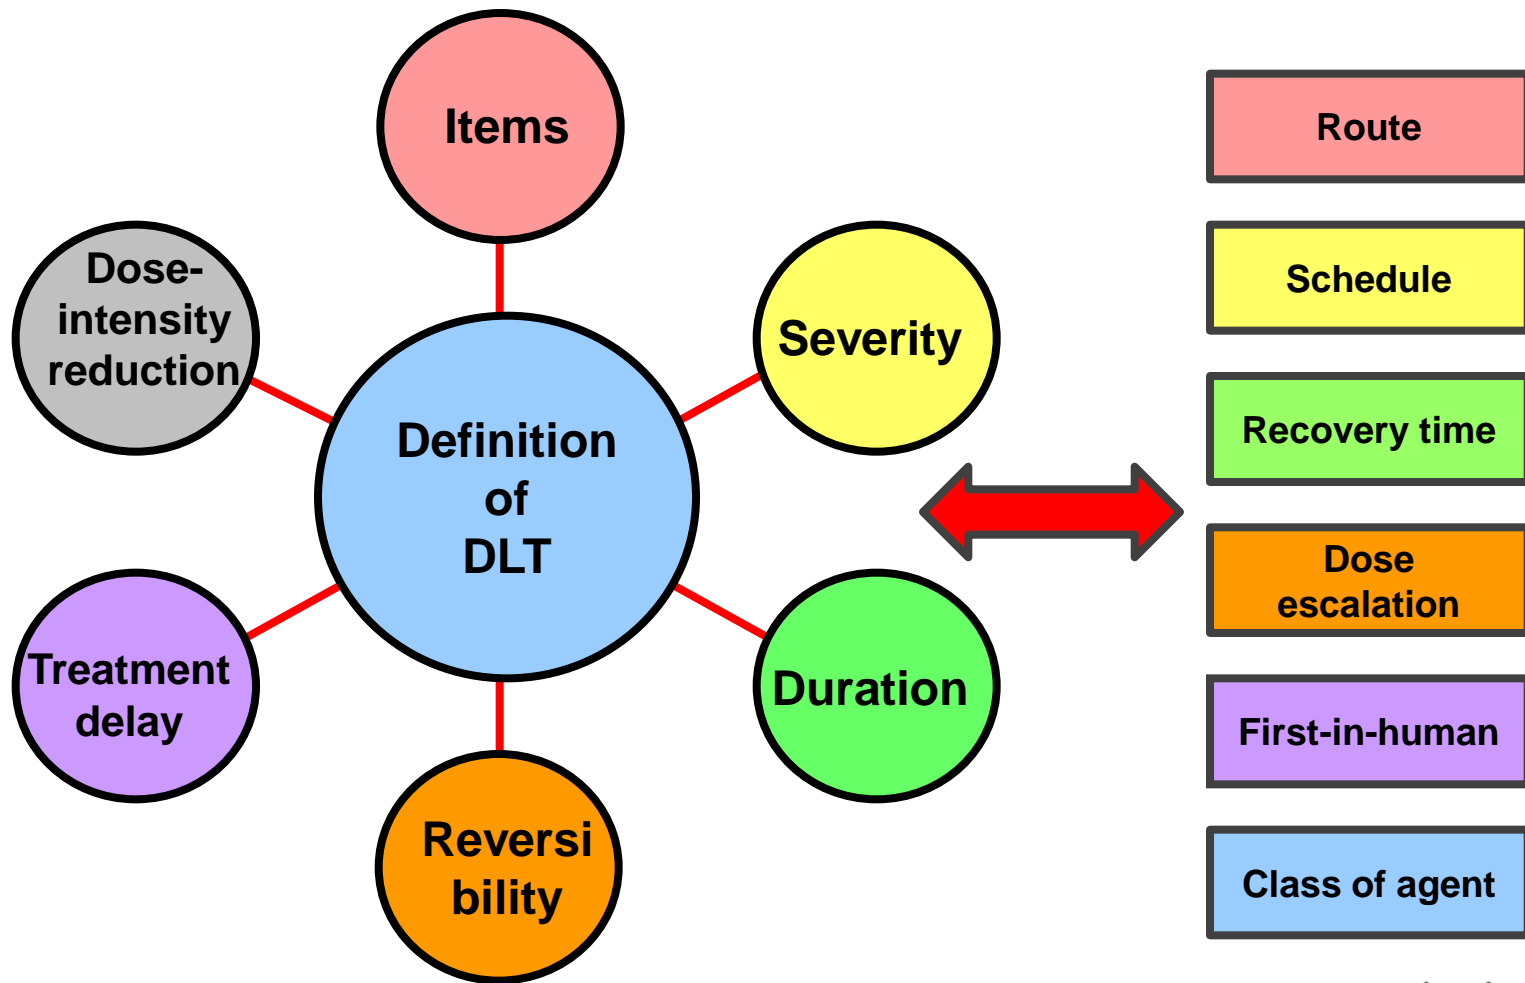 Items
Dose-
intensity
reduction
Severity
Definition
of
DLT
Treatment
delay
Duration
Reversi
bility
Route
Schedule
Recovery time
Dose
escalation
First-in-human
Class of agent